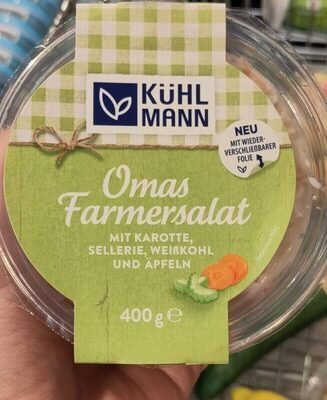 KÜHL
MANN
NEU
MIT WIEDER-
VERSCHLIEẞBARER
FOLIE
Omas
Farmersalat
MIT KAROTTE,
SELLERIE, WEIẞKOHL
UND ÄPFELN
400g e